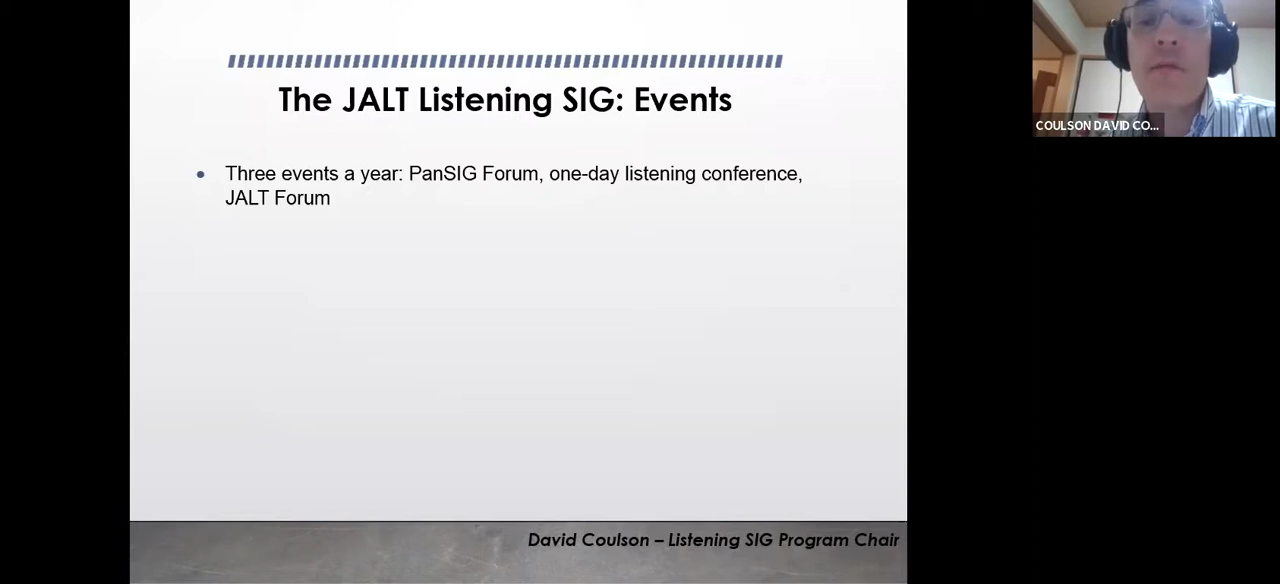 The JALT Listening SIG: Events
• Three events a year: PanSIG Forum, one-day listening conference,
JALT Forum
David Coulson – Listening SIG Program Chair
COULSON DAVID CO...